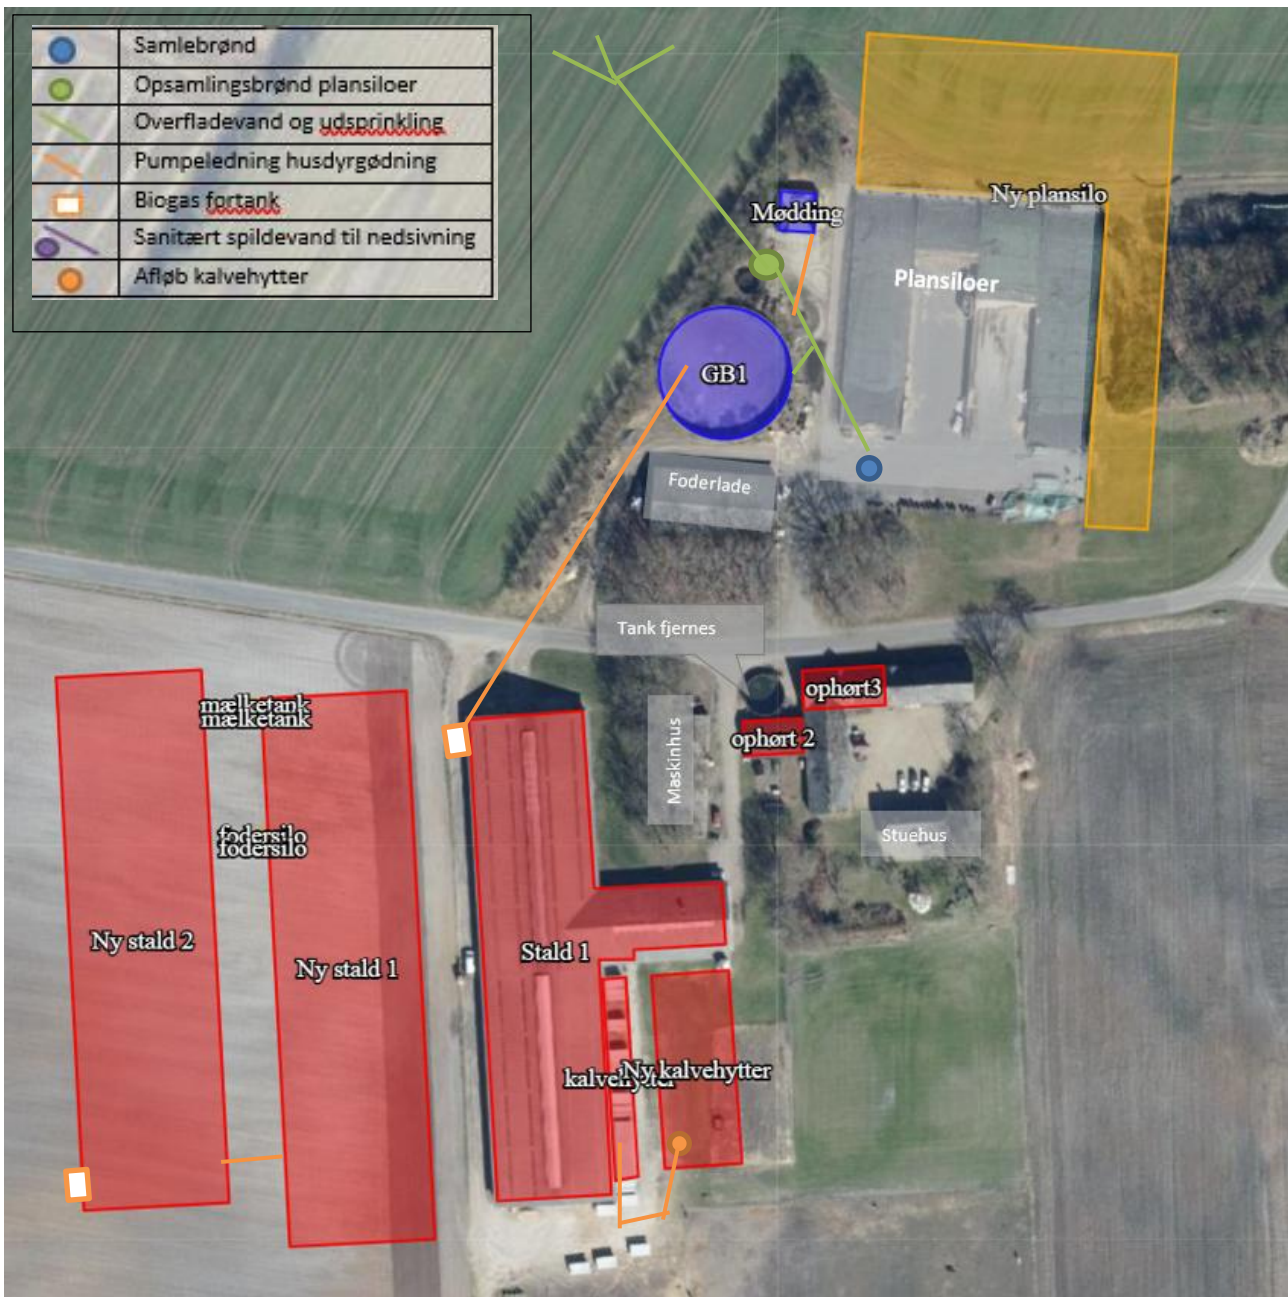 Samlebrønd
Opsamlingsbrønd plansiloer
Overfladevand og udsprinkling
Pumpeledning husdyrgødning
Biogas fortank
Sanitært spildevand til nedsivning
Afløb kalvehytter
Ny plansilo
Mødding
Plansiloer
GB1
Foderlade
Tank fjernes
ophørt3
mælketank
mælketank
ophørt 2
Maskinhus
fodersilo
fodersilo
Stuehus
Ny stald 2
Stald 1
Ny stald 1
kalvehytter
Ny kalvehytter